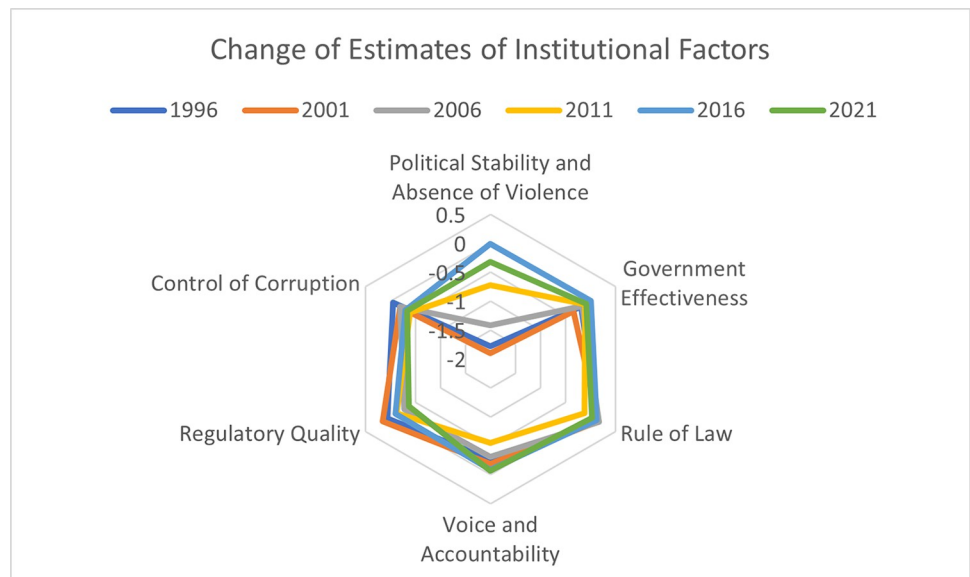 Change of Estimates of Institutional Factors
1996 2001 2006 2011 2016 2021
Political Stability and
Absence of Violence
0.5
0
-0.5
-1
-1.5
-2
Government
Effectiveness
Rule of Law
Voice and
Accountability
Regulatory Quality
Control of Corruption